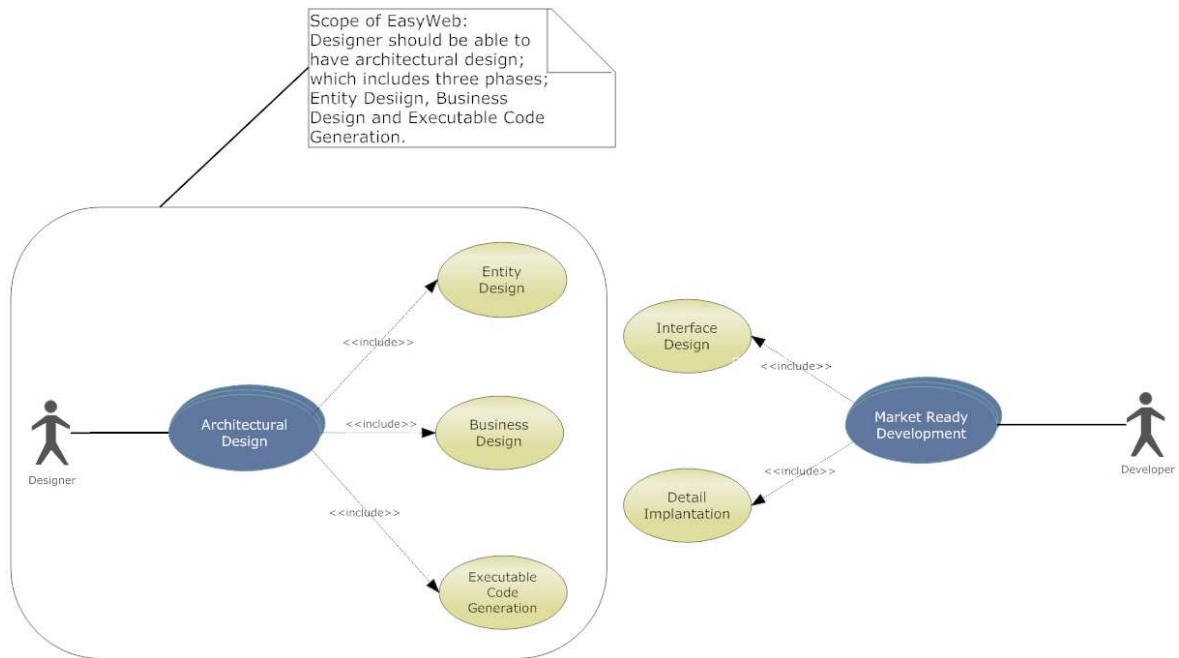 Scope of EasyWeb:
Designer should be able to
have architectural design;
which includes three phases;
Entity Desiign, Business
Design and Executable Code
Generation.
Entity
Design
<<include>>
Architectural
Design
<<include>>
Business
Design
<<include>>
Executable
Code
Generation
Designer
Interface
Design
<<include>>
Market Ready
Development
<<include>>
Detail
Implantation
Developer